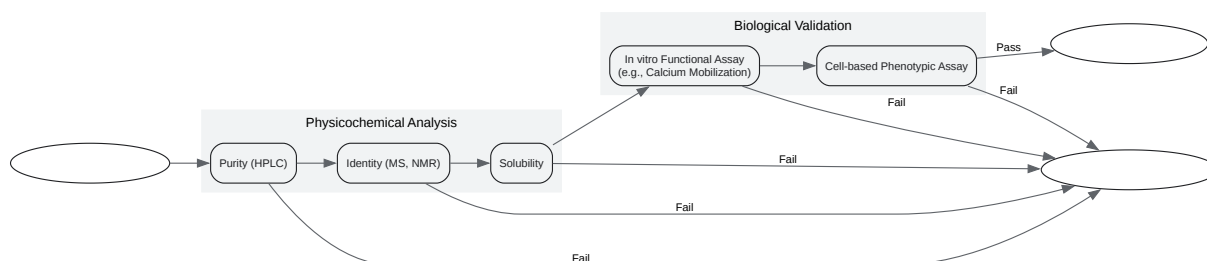 Biological Validation
In vitro Functional Assay
(e.g., Calcium Mobilization)
Cell-based Phenotypic Assay
Pass
Fail
Fail
Physicochemical Analysis
Purity (HPLC)
Identity (MS, NMR)
Solubility
Fail
Fail
Fail